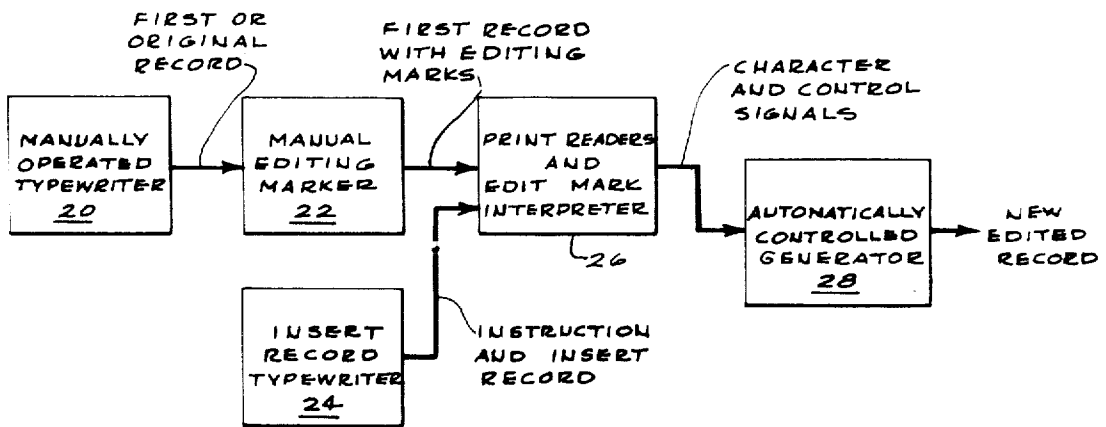 FIRST OR
ORIGINAL
RECORD
FIRST RECORD
WITH EDITING
MARKS
CHARACTER
AND CONTROL
SIGNALS
MANUALLY
OPERATED
TYPEWRITER
20
MANUAL
EDITING
MARKER
22
PRINT READERS
AND
EDIT MARK
INTERPRETER
26
AUTOMATICALLY
CONTROLLED
GENERATOR
28
NEW
EDITED
RECORD
INSERT
RECORD
TYPEWRITER
24
INSTRUCTION
AND INSERT
RECORD